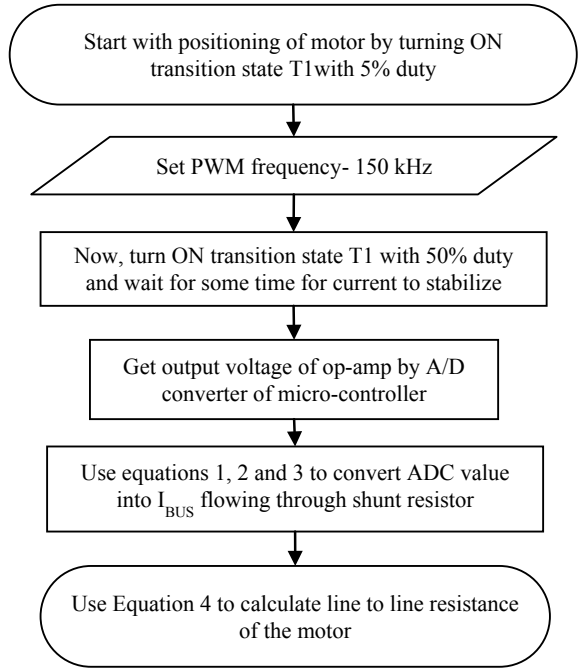 Start with positioning of motor by turning ON
transition state T1with 5% duty
Set PWM frequency- 150 kHz
Now, turn ON transition state T1 with 50% duty
and wait for some time for current to stabilize
Get output voltage of op-amp by A/D
converter of micro-controller
Use equations 1, 2 and 3 to convert ADC value
into I_BUS flowing through shunt resistor
Use Equation 4 to calculate line to line resistance
of the motor